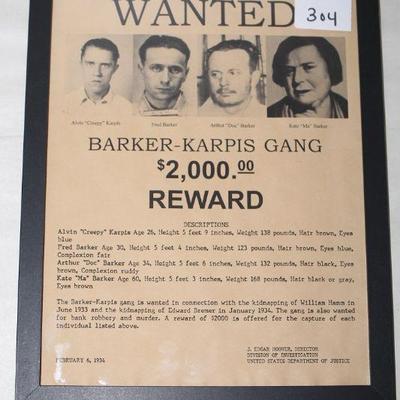 WANTED
304
Alvin "Creepy" Karpis
Fred Barker
Arthur "Doc" Barker
Kate "Ma" Barker
BARKER-KARPIS GANG
$2,000.00
REWARD
DESCRIPTIONS
Alvin "Creepy" Karpis Age 26, Height 5 feet 9 inches, Weight 138 pounds, Hair brown, Eyes
blue
Fred Barker Age 30, Height 5 feet 4 inches, Weight 123 pounds, Hair brown, Eyes blue,
Complexion fair
Arthur "Doc" Barker Age 34, Height 5 feet 6 inches, Weight 132 pounds, Hair black, Eyes
brown, Complexion ruddy
Kate "Ma" Barker Age 60, Height 5 feet 3 inches, Weight 168 pounds, Hair black or gray,
Eyes brown
The Barker-Karpis gang is wanted in connection with the kidnapping of William Hamm in
June 1933 and the kidnapping of Edward Bremer in January 1934. The gang is also wanted
for bank robbery and murder. A reward of $2000 is offered for the capture of each
individual listed above.
J. EDGAR HOOVER, DIRECTOR
DIVISION OF INVESTIGATION
FEBRUARY 6, 1934
UNITED STATES DEPARTMENT OF JUSTICE